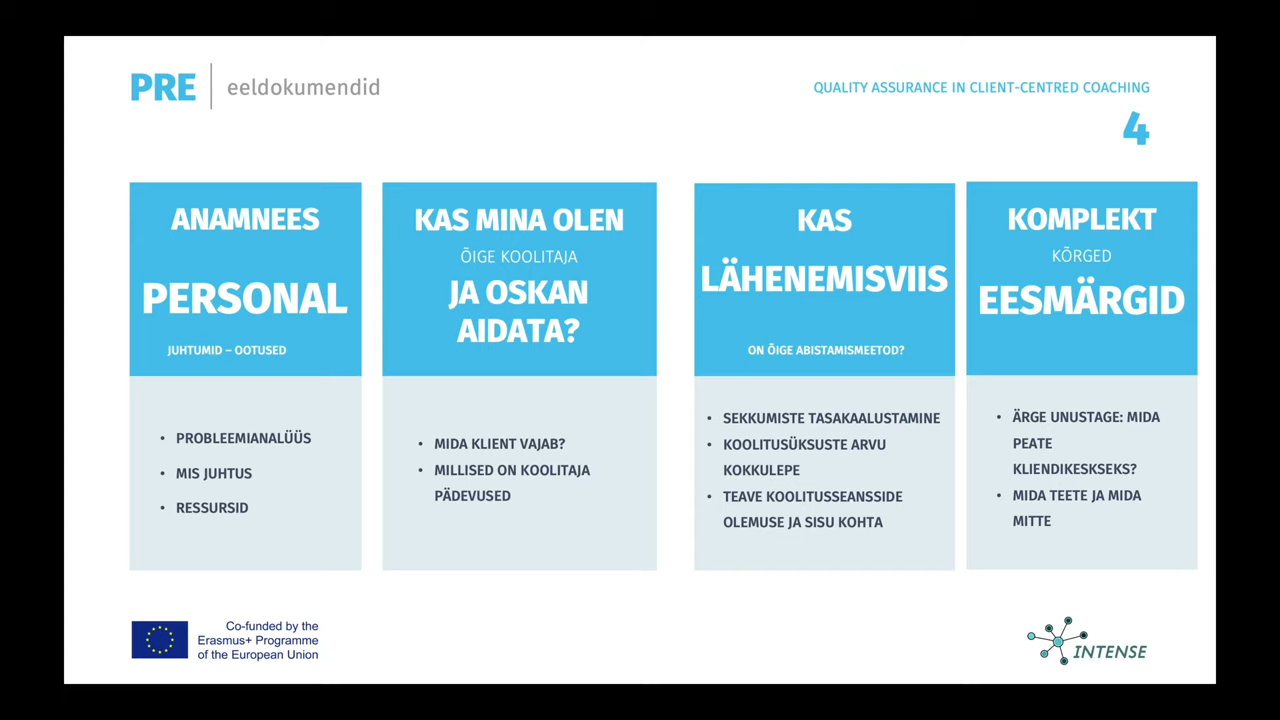 PRE
eeldokumendid
QUALITY ASSURANCE IN CLIENT-CENTRED COACHING
4
ANAMNEES
PERSONAL
JUHTUMID – OOTUSED
• PROBLEEMIANALÜÜS
• MIS JUHTUS
• RESSURSID
KAS MINA OLEN
ÕIGE KOOLITAJA
JA OSKAN
AIDATA?
• MIDA KLIENT VAJAB?
• MILLISED ON KOOLITAJA
PÄDEVUSED
KAS
LÄHENEMISVIIS
ON ÕIGE ABISTAMISMEETOD?
• SEKKUMISTE TASAKAALUSTAMINE
• KOOLITUSÜKSUSTE ARVU
KOKKULEPE
• TEAVE KOOLITUSSEANSSIDE
OLEMUSE JA SISU KOHTA
KOMPLEKT
KÕRGED
EESMÄRGID
• ÄRGE UNUSTAGE: MIDA
PEATE
KLIENDIKESKSEKS?
• MIDA TEETE JA MIDA
MITTE
Co-funded by the
Erasmus+ Programme
of the European Union
INTENSE